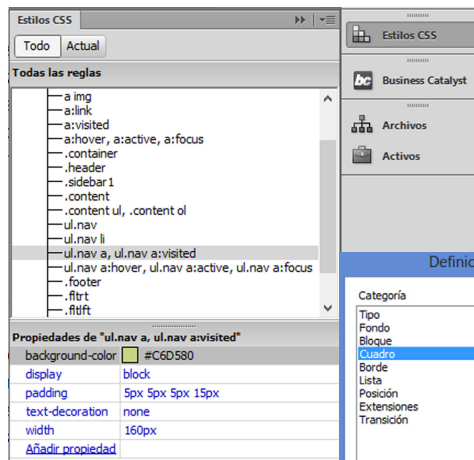 Estilos CSS
Todo Actual
Todas las reglas
a img
a:link
a:visited
a:hover, a:active, a:focus
.container
.header
.sidebar1
.content
.content ul, .content ol
ul.nav
ul.nav li
ul.nav a, ul.nav a:visited
ul.nav a:hover, ul.nav a:active, ul.nav a:focus
.footer
.fltrt
.fltlft
Propiedades de "ul.nav a, ul.nav a:visited"
background-color #C6D580
display block
padding 5px 5px 5px 15px
text-decoration none
width 160px
Añadir propiedad
Estilos CSS
bc Business Catalyst
Archivos
Activos
Definic
Categoría
Tipo
Fondo
Bloque
Cuadro
Borde
Lista
Posición
Extensiones
Transición